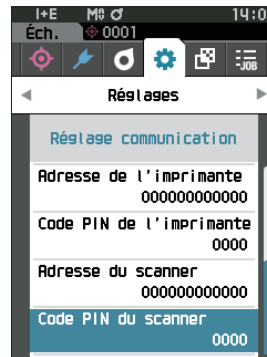 I+E M 14:0
Éch. 0001
JOB
Réglages
Réglage communication
Adresse de l'imprimante
000000000000
Code PIN de l'imprimante
0000
Adresse du scanner
000000000000
Code PIN du scanner
0000